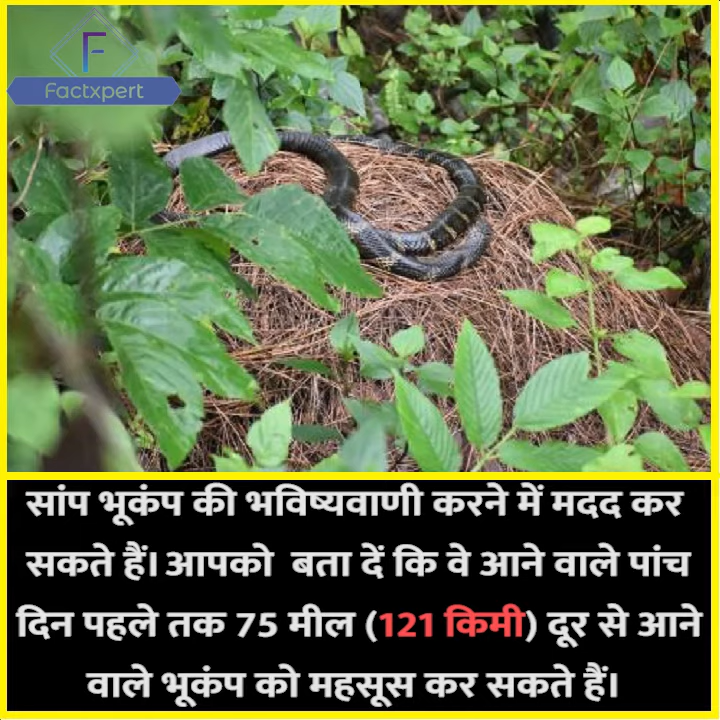 F
Factxpert
सांप भूकंप की भविष्यवाणी करने में मदद कर
सकते हैं। आपको बता दें कि वे आने वाले पांच
दिन पहले तक 75 मील (121 किमी) दूर से आने
वाले भूकंप को महसूस कर सकते हैं।